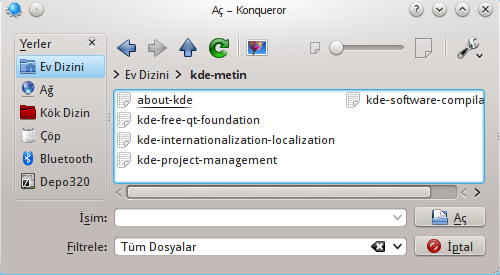 Aç – Konqueror
Yerler
Ev Dizini
Ağ
Kök Dizin
Çöp
Bluetooth
Depo320
Ev Dizini kde-metin
about-kde
kde-free-qt-foundation
kde-internationalization-localization
kde-project-management
kde-software-compila
İsim:
Aç
Filtrele: Tüm Dosyalar
İptal